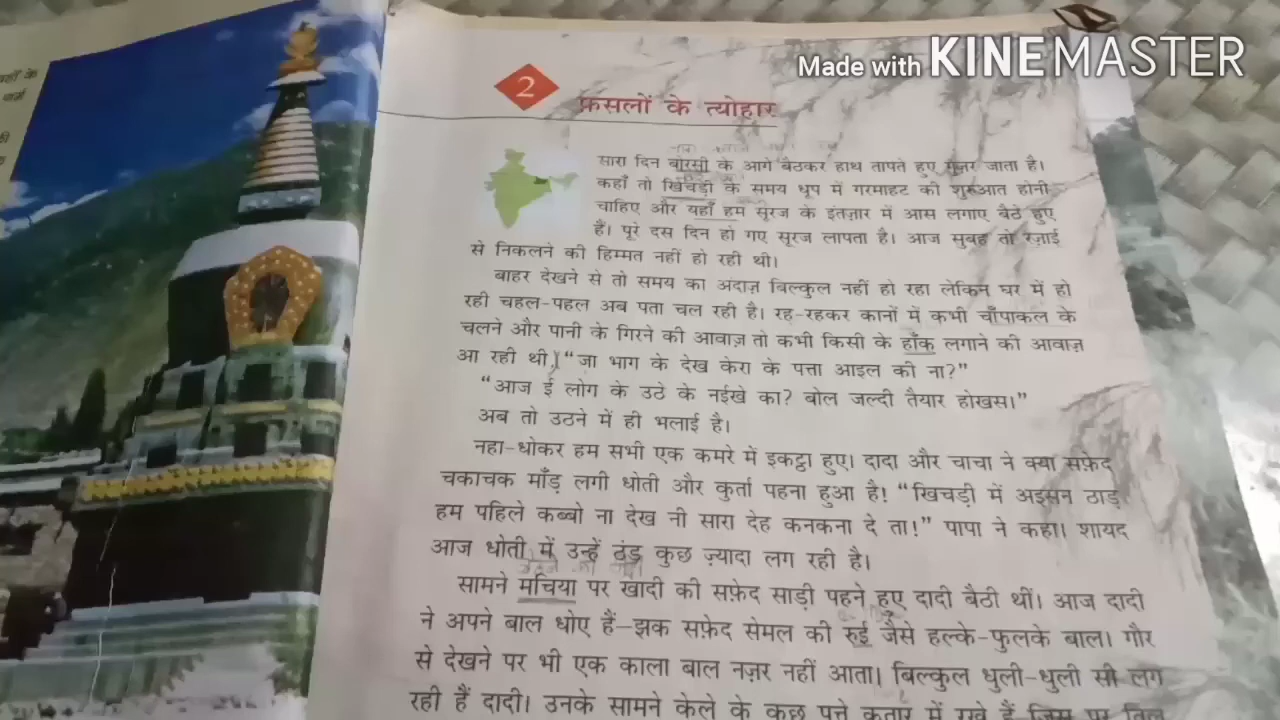 यहाँ के
Made with KINEMASTER
2
फ़सलों के त्योहार
सारा दिन बोरसी के आगे बैठकर हाथ तापते हुए गुज़र जाता है।
कहाँ तो खिचड़ी के समय धूप में गरमाहट की शुरुआत होनी
चाहिए और यहाँ हम सूरज के इंतज़ार में आस लगाए बैठे हुए
हैं। पूरे दस दिन हो गए सूरज लापता है। आज सुबह तो रज़ाई
से निकलने की हिम्मत नहीं हो रही थी।
बाहर देखने से तो समय का अंदाज़ बिल्कुल नहीं हो रहा लेकिन घर में हो
रही चहल-पहल अब पता चल रही है। रह-रहकर कानों में कभी चाँपाकल के
चलने और पानी के गिरने की आवाज़ तो कभी किसी के हाँक लगाने की आवाज़
आ रही थी, “जा भाग के देख केरा के पत्ता आइल की ना?”
“आज ई लोग के उठे के नईखे का? बोल जल्दी तैयार होखस।”
अब तो उठने में ही भलाई है।
नहा-धोकर हम सभी एक कमरे में इकट्ठा हुए। दादा और चाचा ने क्या सफ़ेद
चकाचक माँड़ लगी धोती और कुर्ता पहना हुआ है! “खिचड़ी में अइसन ठाड़
हम पहिले कब्बो ना देख नी सारा देह कनकना दे ता!” पापा ने कहा। शायद
आज धोती में उन्हें ठंड कुछ ज़्यादा लग रही है।
सामने मचिया पर खादी की सफ़ेद साड़ी पहने हुए दादी बैठी थीं। आज दादी
ने अपने बाल धोए हैं–झक सफ़ेद सेमल की रुई जैसे हल्के-फुलके बाल। गौर
से देखने पर भी एक काला बाल नज़र नहीं आता। बिल्कुल धुली-धुली सी लग
रही हैं दादी। उनके सामने केले के कुछ पत्ते कतार में रखे हैं जिस पर तिल